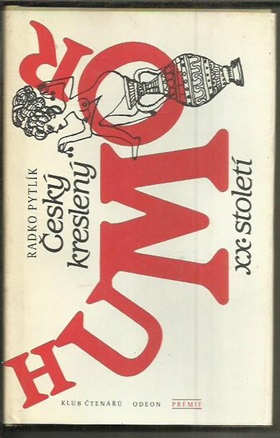 RADKO PYTLÍK
Český
kreslený
HUMOR
XX. století
KLUB ČTENÁŘŮ ODEON PRÉMIE